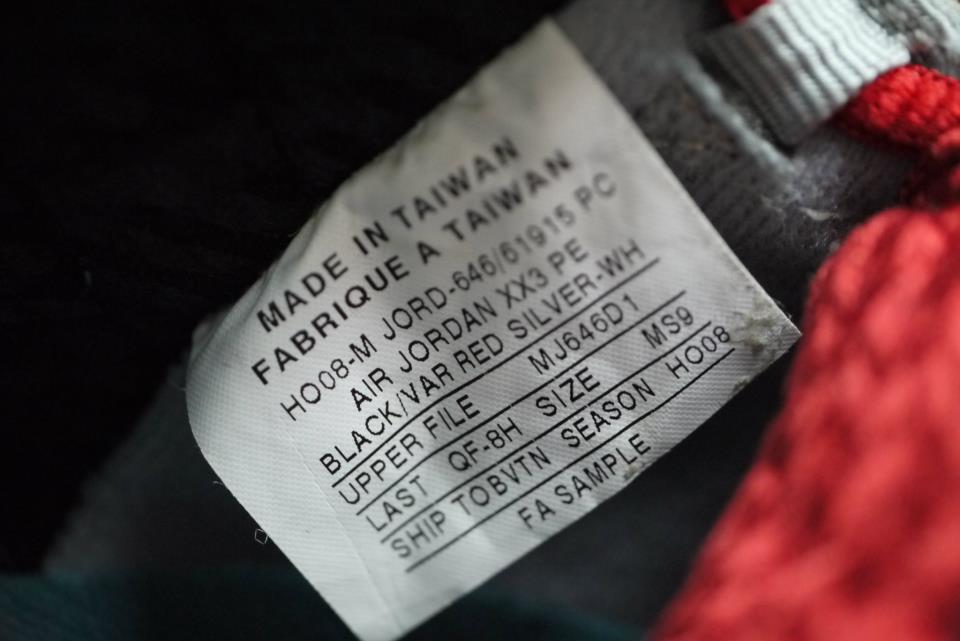 MADE IN TAIWAN
FABRIQUE A TAIWAN
HO08-M JORD-646/61915 PC
AIR JORDAN XX3 PE
BLACK/VAR RED SILVER-WH
UPPER FILE MJ646D1
LAST QF-8H SIZE MS9
SHIP TOBVTN SEASON HO08
FA SAMPLE